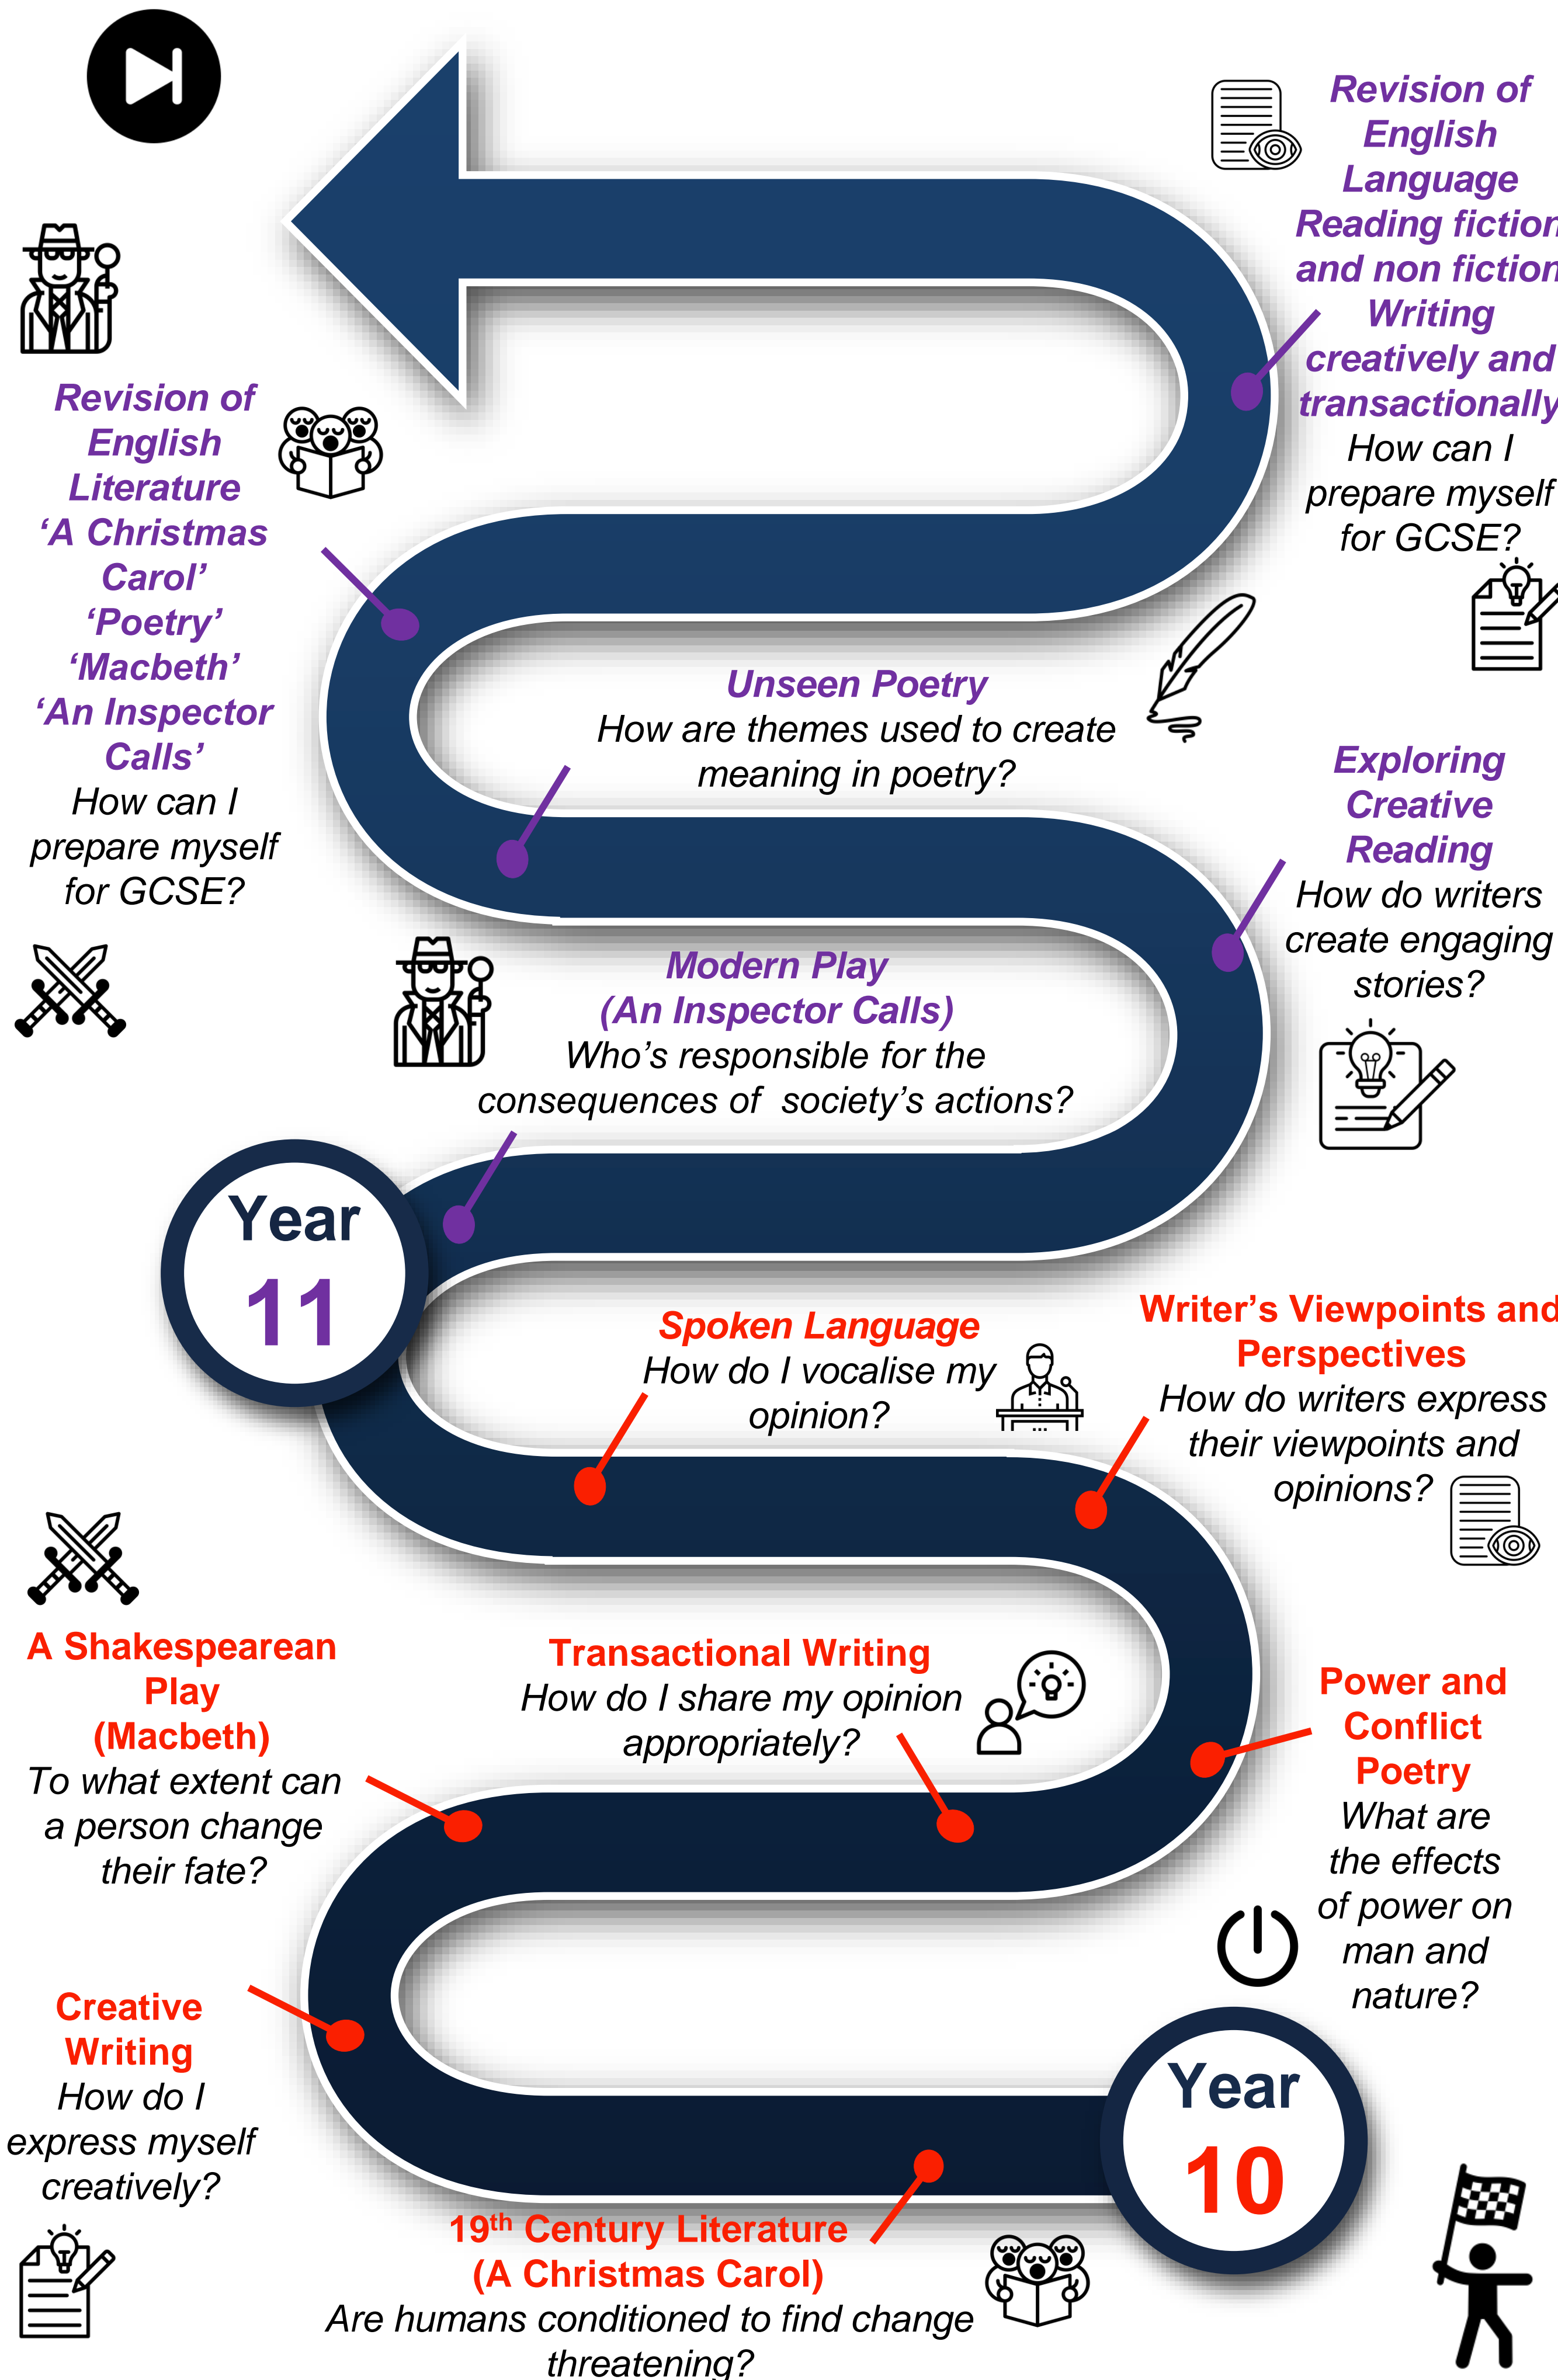 Revision of
English
Language
Reading fiction
and non fiction
Writing
creatively and
transactionally
How can I
prepare myself
for GCSE?
Revision of
English
Literature
‘A Christmas
Carol’
‘Poetry’
‘Macbeth’
‘An Inspector
Calls’
How can I
prepare myself
for GCSE?
Unseen Poetry
How are themes used to create
meaning in poetry?
Exploring
Creative
Reading
How do writers
create engaging
stories?
Modern Play
(An Inspector Calls)
Who’s responsible for the
consequences of society’s actions?
Year
11
Spoken Language
How do I vocalise my
opinion?
Writer’s Viewpoints and
Perspectives
How do writers express
their viewpoints and
opinions?
A Shakespearean
Play
(Macbeth)
To what extent can
a person change
their fate?
Transactional Writing
How do I share my opinion
appropriately?
Power and
Conflict
Poetry
What are
the effects
of power on
man and
nature?
Creative
Writing
How do I
express myself
creatively?
Year
10
19th Century Literature
(A Christmas Carol)
Are humans conditioned to find change
threatening?